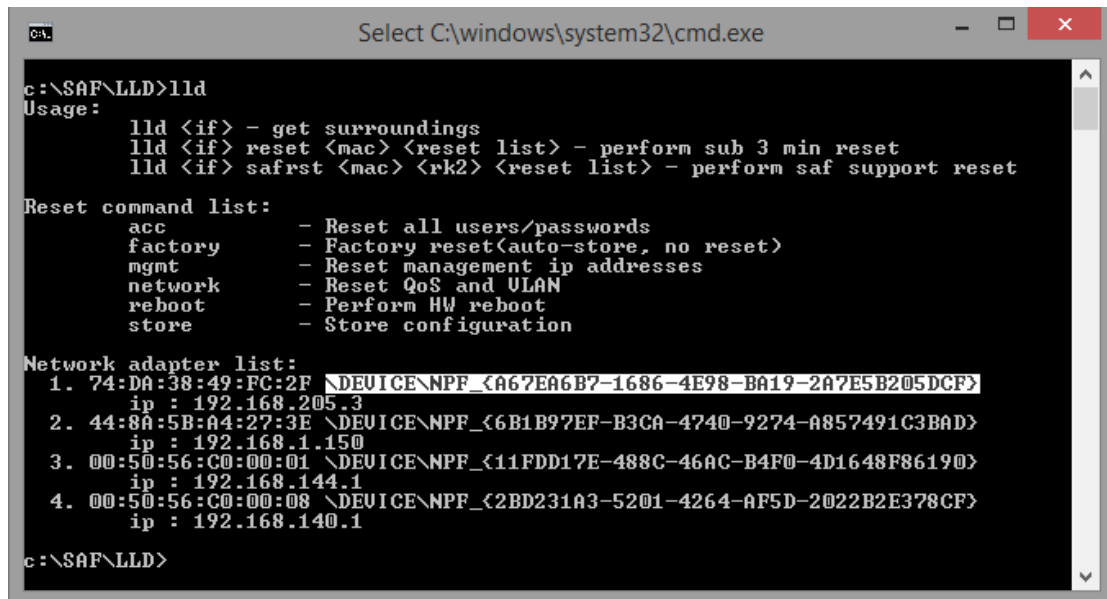 Select C:\windows\system32\cmd.exe
c:\SAF\LLD>lld
Usage:
lld <if> - get surroundings
lld <if> reset <mac> <reset list> - perform sub 3 min reset
lld <if> safrst <mac> <rk2> <reset list> - perform saf support reset
Reset command list:
acc - Reset all users/passwords
factory - Factory reset(auto-store, no reset)
mgmt - Reset management ip addresses
network - Reset QoS and VLAN
reboot - Perform HW reboot
store - Store configuration
Network adapter list:
1. 74:DA:38:49:FC:2F \DEVICE\NPF_{A67EA6B7-1686-4E98-BA19-2A7E5B205DCF}
ip : 192.168.205.3
2. 44:8A:5B:A4:27:3E \DEVICE\NPF_{6B1B97EF-B3CA-4740-9274-A857491C3BAD}
ip : 192.168.1.150
3. 00:50:56:C0:00:01 \DEVICE\NPF_{11FDD17E-488C-46AC-B4F0-4D1648F86190}
ip : 192.168.144.1
4. 00:50:56:C0:00:08 \DEVICE\NPF_{2BD231A3-5201-4264-AF5D-2022B2E378CF}
ip : 192.168.140.1
c:\SAF\LLD>